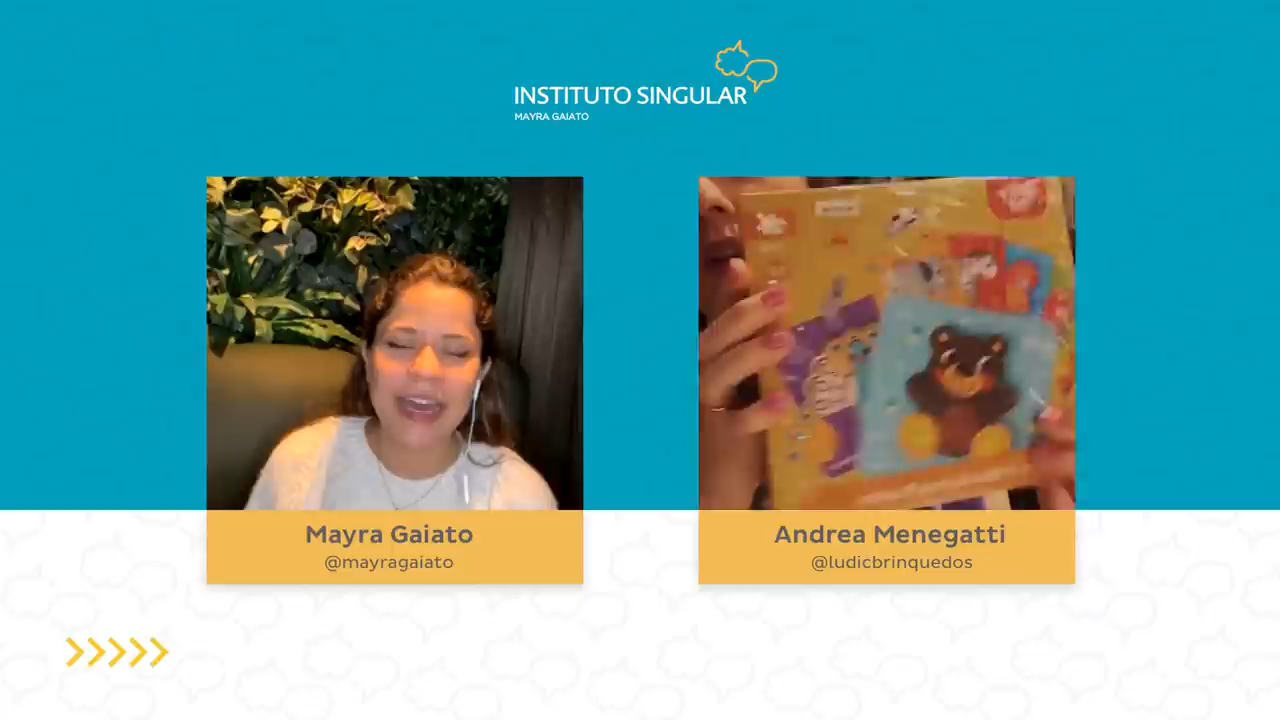 INSTITUTO SINGULAR
MAYRA GAIATO
Mayra Gaiato
@mayragaiato
Andrea Menegatti
@ludicbrinquedos